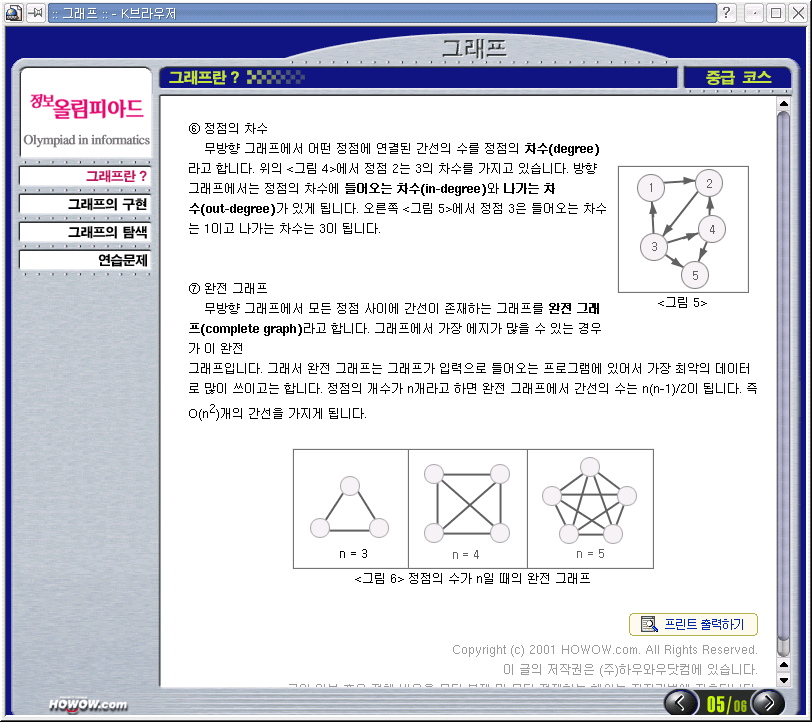 :: 그래프 :: - K브라우저
그래프
정보올림피아드
Olympiad in informatics
그래프란 ?
그래프의 구현
그래프의 탐색
연습문제
그래프란 ?
중급 코스
⑥ 정점의 차수
무방향 그래프에서 어떤 정점에 연결된 간선의 수를 정점의 차수(degree)
라고 합니다. 위의 <그림 4>에서 정점 2는 3의 차수를 가지고 있습니다. 방향
그래프에서는 정점의 차수에 들어오는 차수(in-degree)와 나가는 차
수(out-degree)가 있게 됩니다. 오른쪽 <그림 5>에서 정점 3은 들어오는 차수
는 1이고 나가는 차수는 3이 됩니다.
1
2
3
4
5
<그림 5>
⑦ 완전 그래프
무방향 그래프에서 모든 정점 사이에 간선이 존재하는 그래프를 완전 그래
프(complete graph)라고 합니다. 그래프에서 가장 에지가 많을 수 있는 경우
가 이 완전
그래프입니다. 그래서 완전 그래프는 그래프가 입력으로 들어오는 프로그램에 있어서 가장 최악의 데이터
로 많이 쓰이고는 합니다. 정점의 개수가 n개라고 하면 완전 그래프에서 간선의 수는 n(n-1)/2이 됩니다. 즉
O(n²)개의 간선을 가지게 됩니다.
n = 3
n = 4
n = 5
<그림 6> 정점의 수가 n일 때의 완전 그래프
프린트 출력하기
Copyright (c) 2001 HOWOW.com. All Rights Reserved.
이 글의 저작권은 (주)하우와우닷컴에 있습니다.
HOWOW.com
05/06